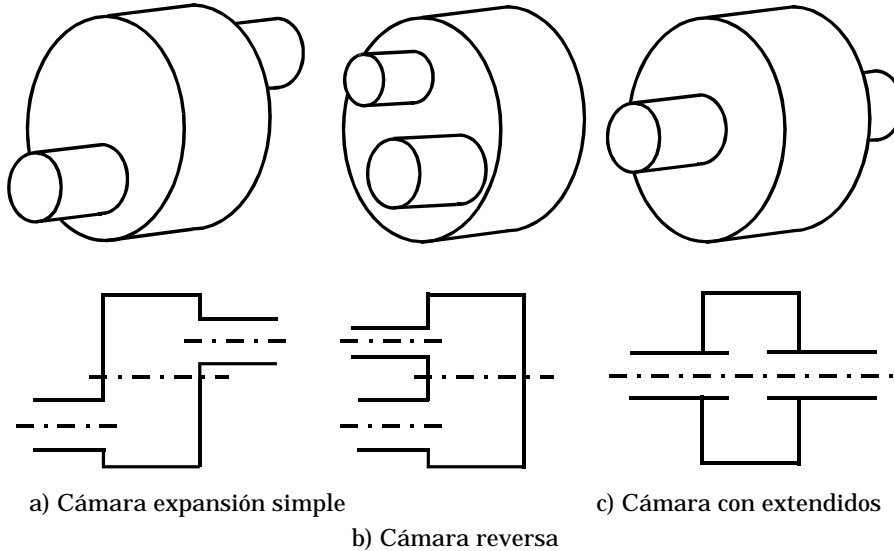 a) Cámara expansión simple
c) Cámara con extendidos
b) Cámara reversa